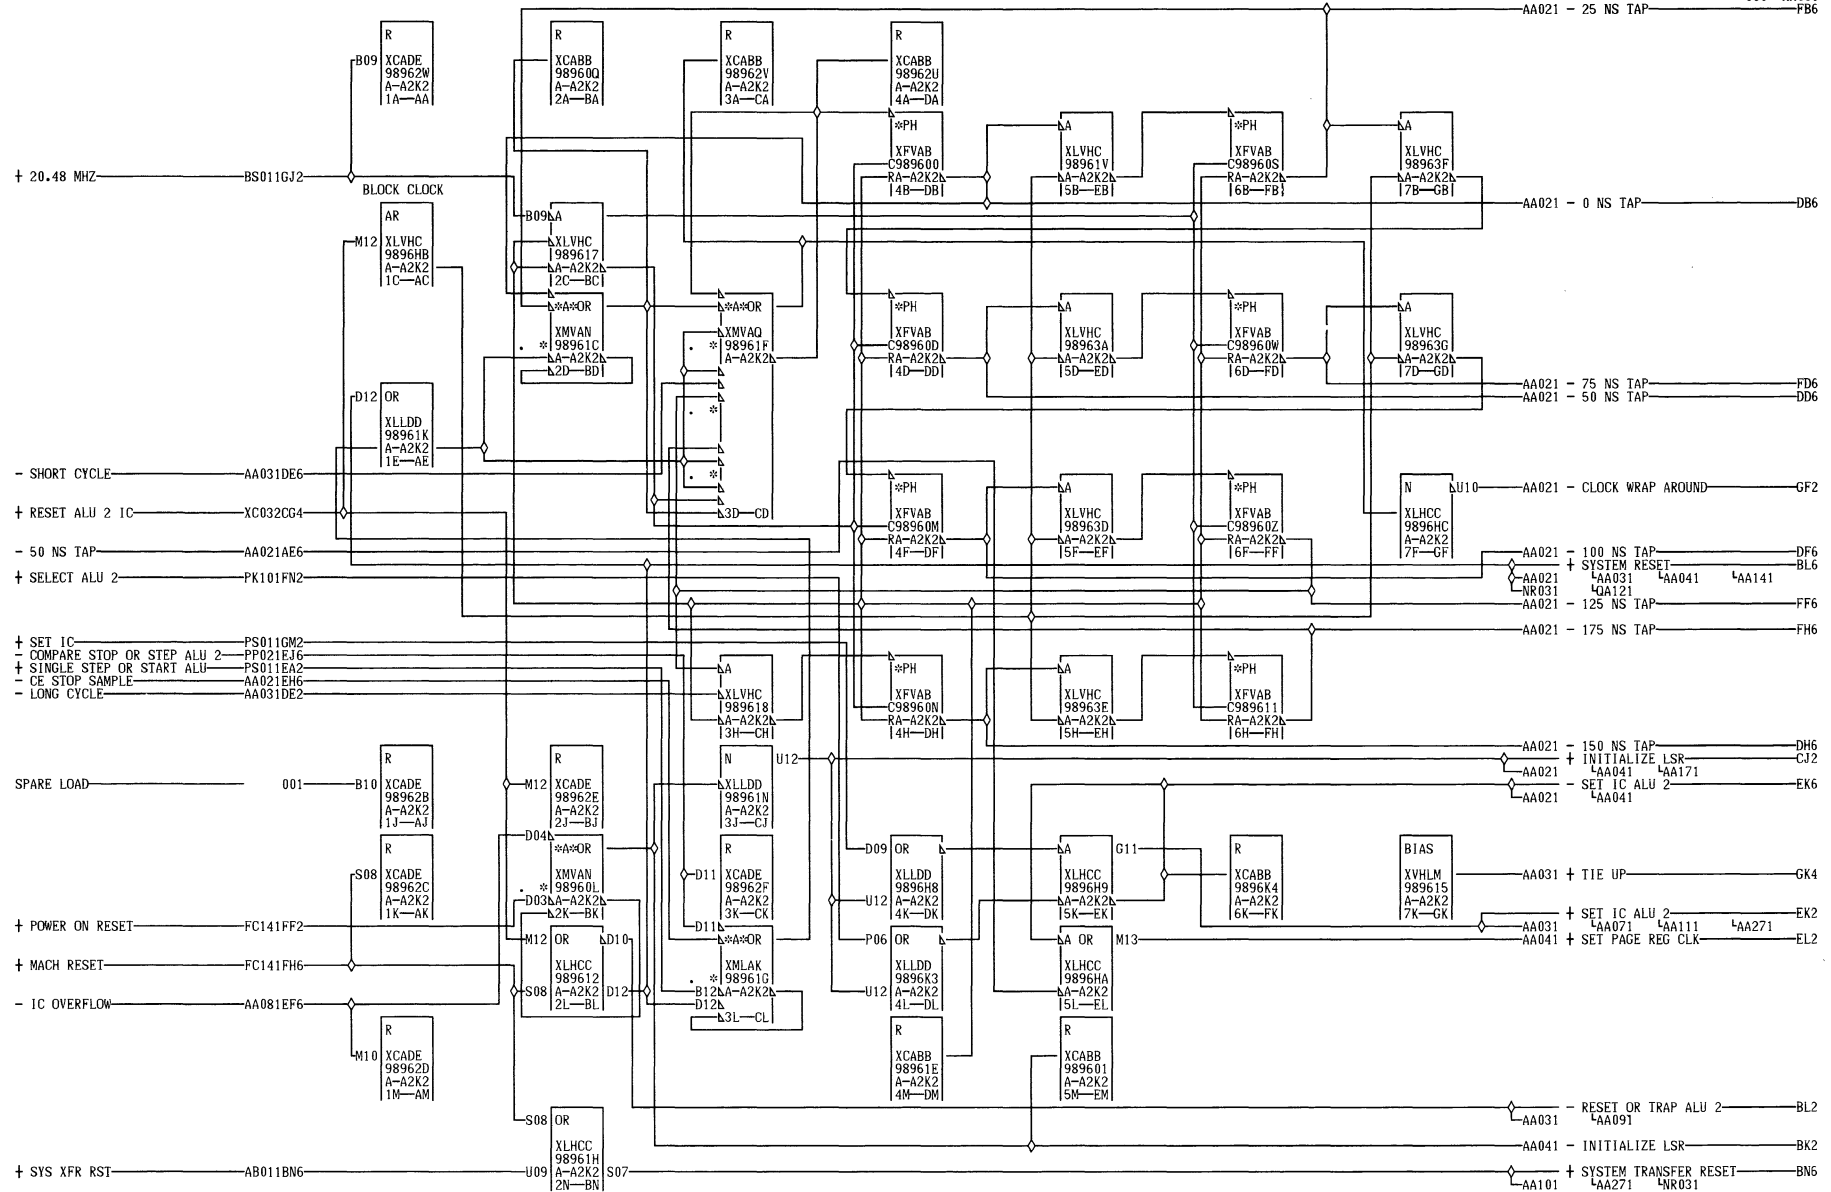 AA021 - 25 NS TAP FB6
R
XCADE
98962W
A-A2K2
1A AA
B09
R
XCABB
98960Q
A-A2K2
2A BA
R
XCABB
98962V
A-A2K2
3A CA
R
XCABB
98962U
A-A2K2
4A DA
*PH
XFVAB
C989600
RA-A2K2
4B DB
A
XLVHC
98961V
A-A2K2
5B EB
*PH
XFVAB
C98960S
RA-A2K2
6B FB
A
XLVHC
98963F
A-A2K2
7B GB
+ 20.48 MHZ BS011GJ2
BLOCK CLOCK
AA021 - 0 NS TAP DB6
M12
AR
XLVHC
9896HB
A-A2K2
1C AC
B09
A
XLVHC
989617
A-A2K2
2C BC
*A*OR
XMVAN
. * 98961C
A-A2K2
2D BD
*A*OR
XMVAQ
. * 98961F
A-A2K2
. *
. *
3D CD
*PH
XFVAB
C98960D
RA-A2K2
4D DD
A
XLVHC
98963A
A-A2K2
5D ED
*PH
XFVAB
C98960W
RA-A2K2
6D FD
A
XLVHC
98963G
A-A2K2
7D GD
AA021 - 75 NS TAP FD6
AA021 - 50 NS TAP DD6
D12
OR
XLLDD
98961K
A-A2K2
1E AE
- SHORT CYCLE AA031DE6
+ RESET ALU 2 IC XC032CG4
- 50 NS TAP AA021AE6
+ SELECT ALU 2 PK101FN2
*PH
XFVAB
C98960M
RA-A2K2
4F DF
A
XLVHC
98963D
A-A2K2
5F EF
*PH
XFVAB
C98960Z
RA-A2K2
6F FF
N U10
XLHCC
9896HC
A-A2K2
7F GF
AA021 - CLOCK WRAP AROUND GF2
AA021 - 100 NS TAP DF6
+ SYSTEM RESET BL6
AA021 AA031 AA041 AA141
NR031 QA121
AA021 - 125 NS TAP FF6
AA021 - 175 NS TAP FH6
+ SET IC PS011GM2
- COMPARE STOP OR STEP ALU 2 PP021EJ6
+ SINGLE STEP OR START ALU PS011EA2
- CE STOP SAMPLE AA021EH6
- LONG CYCLE AA031DE2
A
XLVHC
989618
A-A2K2
3H CH
*PH
XFVAB
C98960N
RA-A2K2
4H DH
A
XLVHC
98963E
A-A2K2
5H EH
*PH
XFVAB
C989611
RA-A2K2
6H FH
AA021 - 150 NS TAP DH6
+ INITIALIZE LSR CJ2
AA021 AA041 AA171
- SET IC ALU 2 EK6
AA021 AA041
SPARE LOAD 001 B10
R
XCADE
98962B
A-A2K2
1J AJ
M12
R
XCADE
98962E
A-A2K2
2J BJ
N U12
XLLDD
98961N
A-A2K2
3J CJ
S08
R
XCADE
98962C
A-A2K2
1K AK
D04
*A*OR
XMVAN
. * 98960L
D03 A-A2K2
2K BK
D11
R
XCADE
98962F
A-A2K2
3K CK
D09 OR
XLLDD
9896H8
U12 A-A2K2
4K DK
A G11
XLHCC
9896H9
A-A2K2
5K EK
R
XCABB
9896K4
A-A2K2
6K FK
BIAS
XVHLM
989615
A-A2K2
7K GK
AA031 + TIE UP GK4
+ SET IC ALU 2 EK2
AA031 AA071 AA111 AA271
AA041 + SET PAGE REG CLK EL2
+ POWER ON RESET FC141FF2
+ MACH RESET FC141FH6
- IC OVERFLOW AA081EF6
M12 OR D10
XLHCC
989612
S08 A-A2K2 D12
2L BL
D11
*A*OR
XMLAK
. * 98961G
B12 A-A2K2
D12
3L CL
P06 OR
XLLDD
9896K3
U12 A-A2K2
4L DL
A OR M13
XLHCC
9896HA
A-A2K2
5L EL
M10
R
XCADE
98962D
A-A2K2
1M AM
R
XCABB
98961E
A-A2K2
4M DM
R
XCABB
989601
A-A2K2
5M EM
S08 OR
XLHCC
98961H
U09 A-A2K2 S07
2N BN
- RESET OR TRAP ALU 2 BL2
AA031 AA091
AA041 - INITIALIZE LSR BK2
+ SYS XFR RST AB011BN6
+ SYSTEM TRANSFER RESET BN6
AA101 AA271 NR031